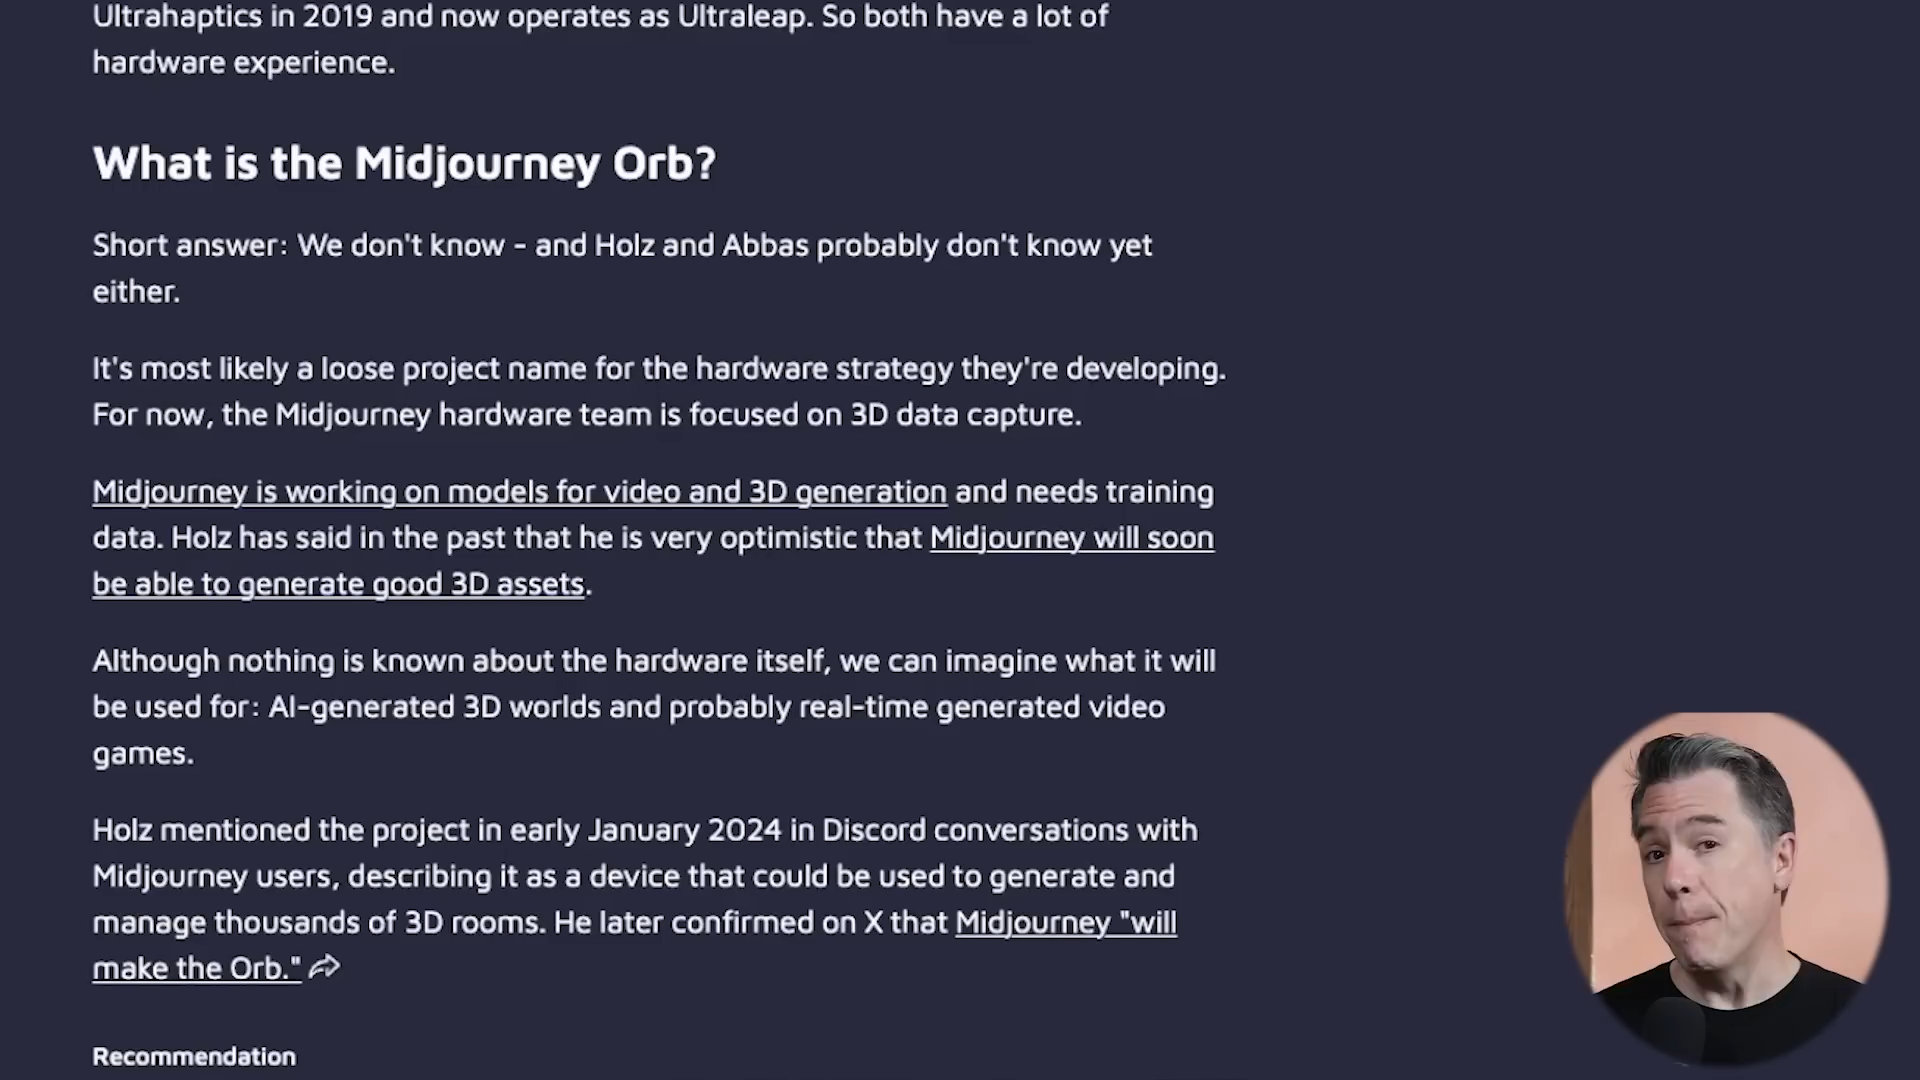 Ultrahaptics in 2019 and now operates as Ultraleap. So both have a lot of
hardware experience.
What is the Midjourney Orb?
Short answer: We don't know - and Holz and Abbas probably don't know yet
either.
It's most likely a loose project name for the hardware strategy they're developing.
For now, the Midjourney hardware team is focused on 3D data capture.
Midjourney is working on models for video and 3D generation and needs training
data. Holz has said in the past that he is very optimistic that Midjourney will soon
be able to generate good 3D assets.
Although nothing is known about the hardware itself, we can imagine what it will
be used for: AI-generated 3D worlds and probably real-time generated video
games.
Holz mentioned the project in early January 2024 in Discord conversations with
Midjourney users, describing it as a device that could be used to generate and
manage thousands of 3D rooms. He later confirmed on X that Midjourney "will
make the Orb."
Recommendation